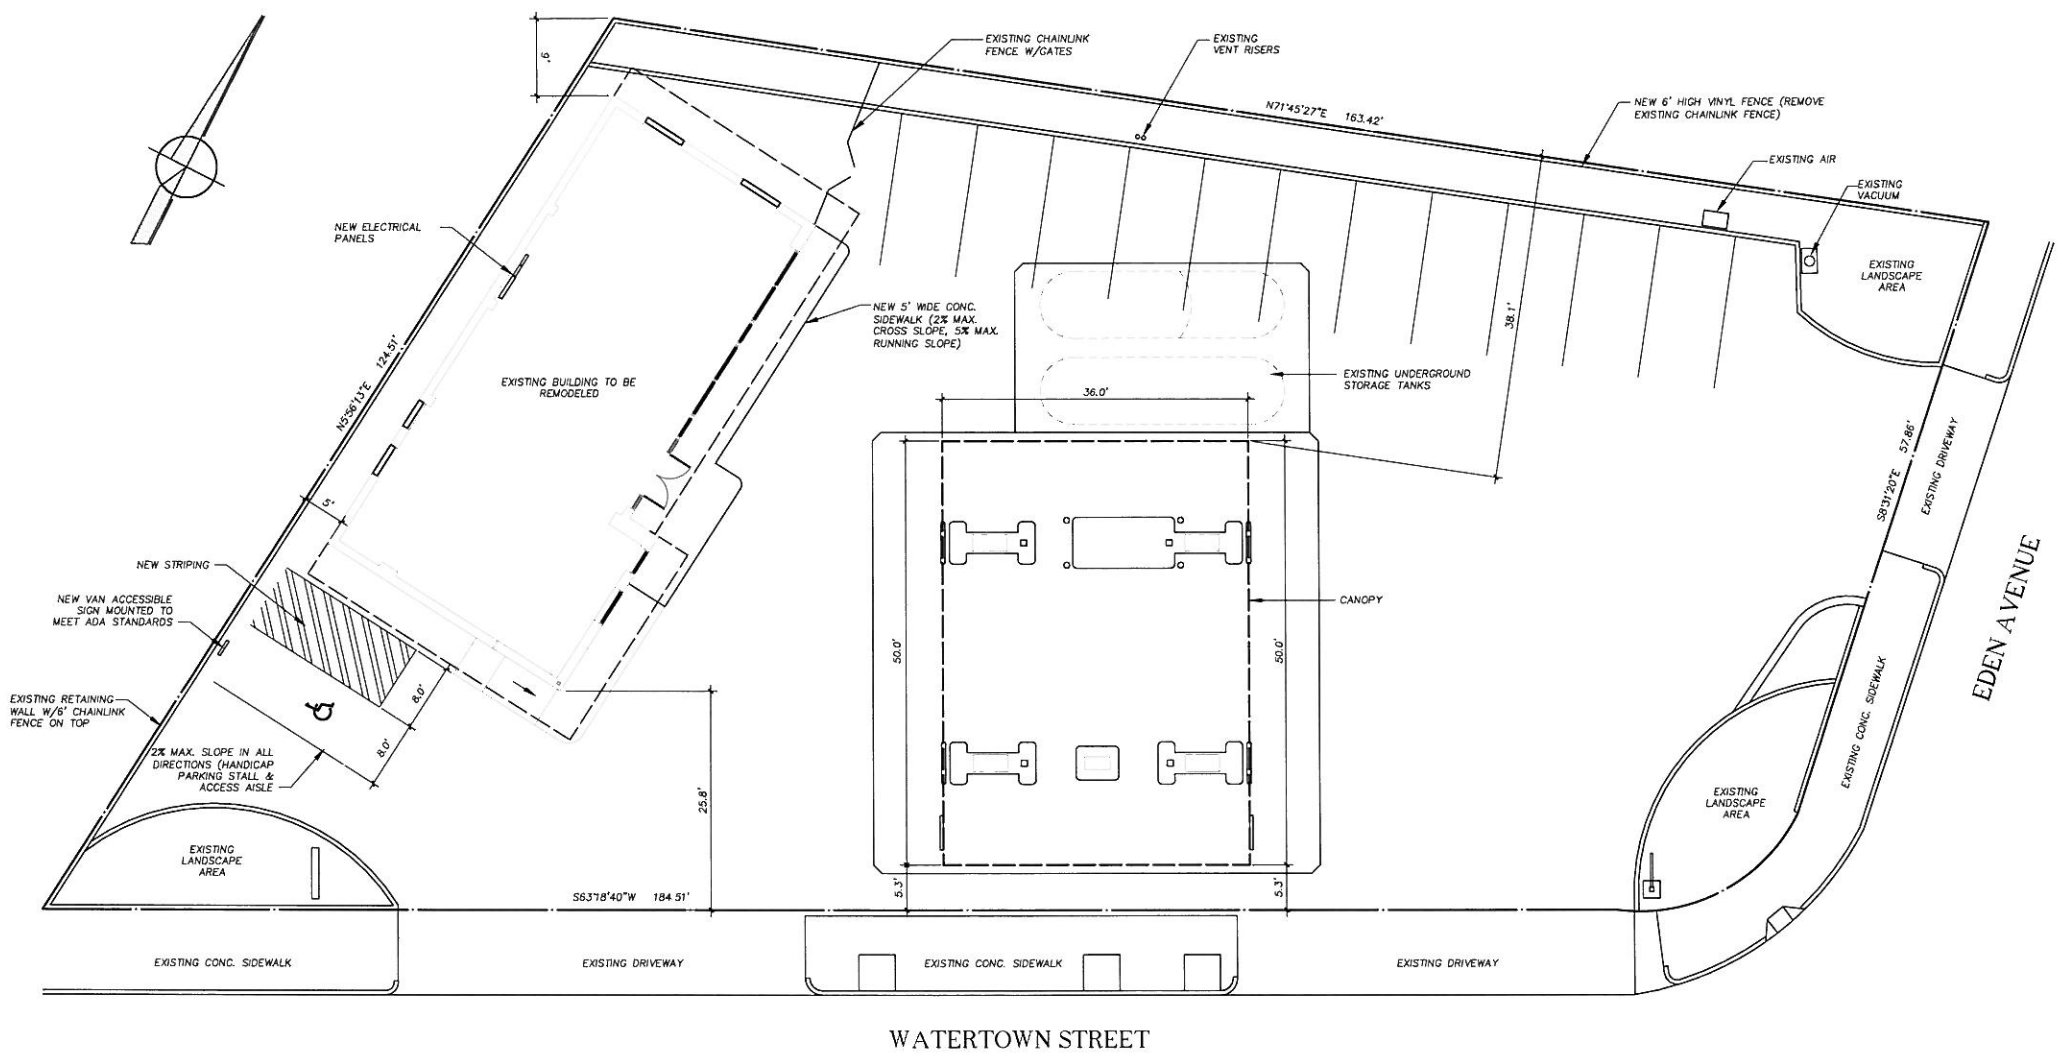 EXISTING CHAINLINK
FENCE W/GATES
EXISTING
VENT RISERS
9'
N71°45'27"E 163.42'
NEW 6' HIGH VINYL FENCE (REMOVE
EXISTING CHAINLINK FENCE)
EXISTING AIR
EXISTING
VACUUM
EXISTING
LANDSCAPE
AREA
NEW ELECTRICAL
PANELS
NEW 5' WIDE CONC.
SIDEWALK (2% MAX.
CROSS SLOPE, 5% MAX.
RUNNING SLOPE)
38.1'
N5°56'13"E 124.51'
EXISTING BUILDING TO BE
REMODELED
EXISTING UNDERGROUND
STORAGE TANKS
36.0'
S8°31'20"E 57.86'
EXISTING DRIVEWAY
5'
NEW STRIPING
NEW VAN ACCESSIBLE
SIGN MOUNTED TO
MEET ADA STANDARDS
CANOPY
50.0'
50.0'
EDEN AVENUE
EXISTING RETAINING
WALL W/6' CHAINLINK
FENCE ON TOP
8.0'
8.0'
2% MAX. SLOPE IN ALL
DIRECTIONS (HANDICAP
PARKING STALL &
ACCESS AISLE
25.8'
EXISTING CONC. SIDEWALK
EXISTING
LANDSCAPE
AREA
EXISTING
LANDSCAPE
AREA
S63°18'40"W 184.51'
5.3'
5.3'
EXISTING CONC. SIDEWALK
EXISTING DRIVEWAY
EXISTING CONC. SIDEWALK
EXISTING DRIVEWAY
WATERTOWN STREET